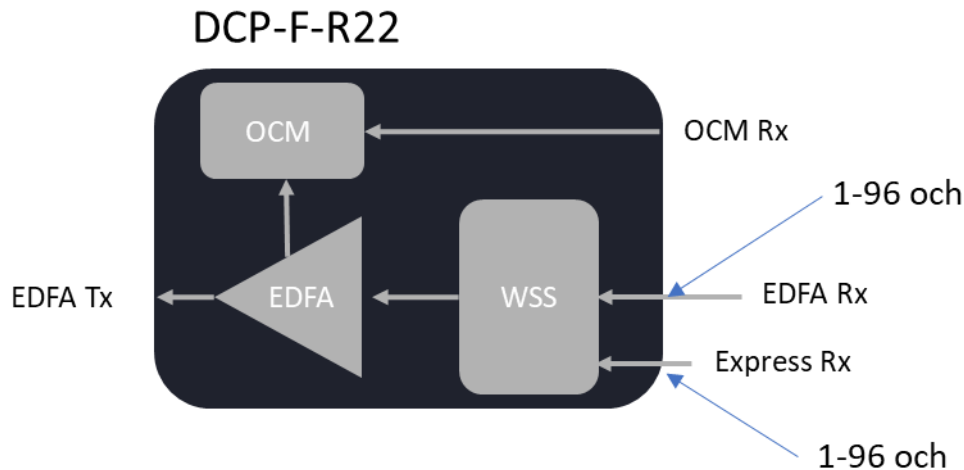 DCP-F-R22
OCM
OCM Rx
1-96 och
EDFA Tx
EDFA
WSS
EDFA Rx
Express Rx
1-96 och